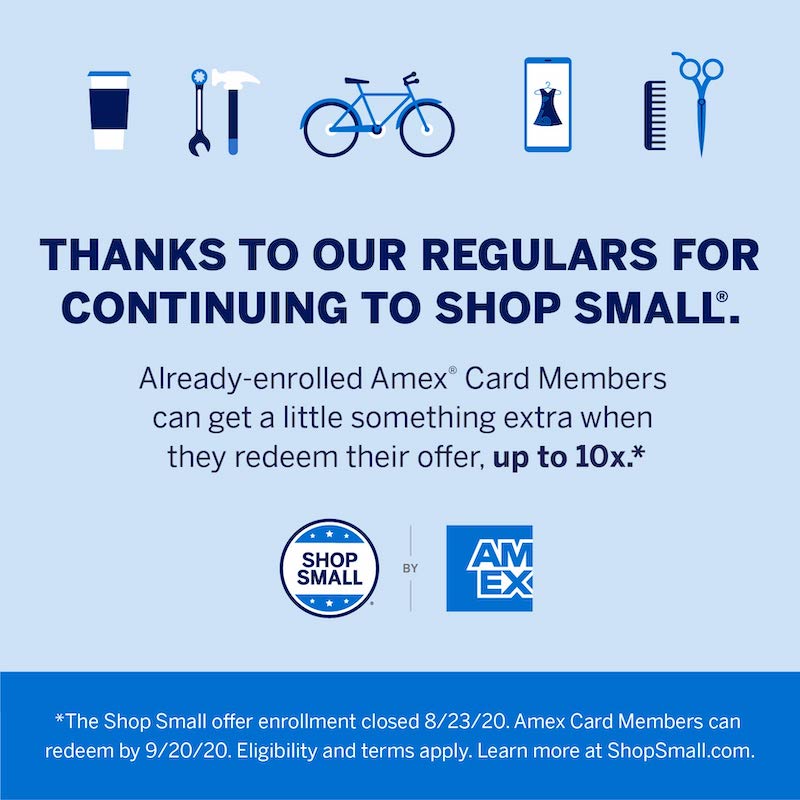 THANKS TO OUR REGULARS FOR
CONTINUING TO SHOP SMALL®.
Already-enrolled Amex® Card Members
can get a little something extra when
they redeem their offer, up to 10x.*
SHOP
SMALL®
BY
AM
EX
*The Shop Small offer enrollment closed 8/23/20. Amex Card Members can
redeem by 9/20/20. Eligibility and terms apply. Learn more at ShopSmall.com.